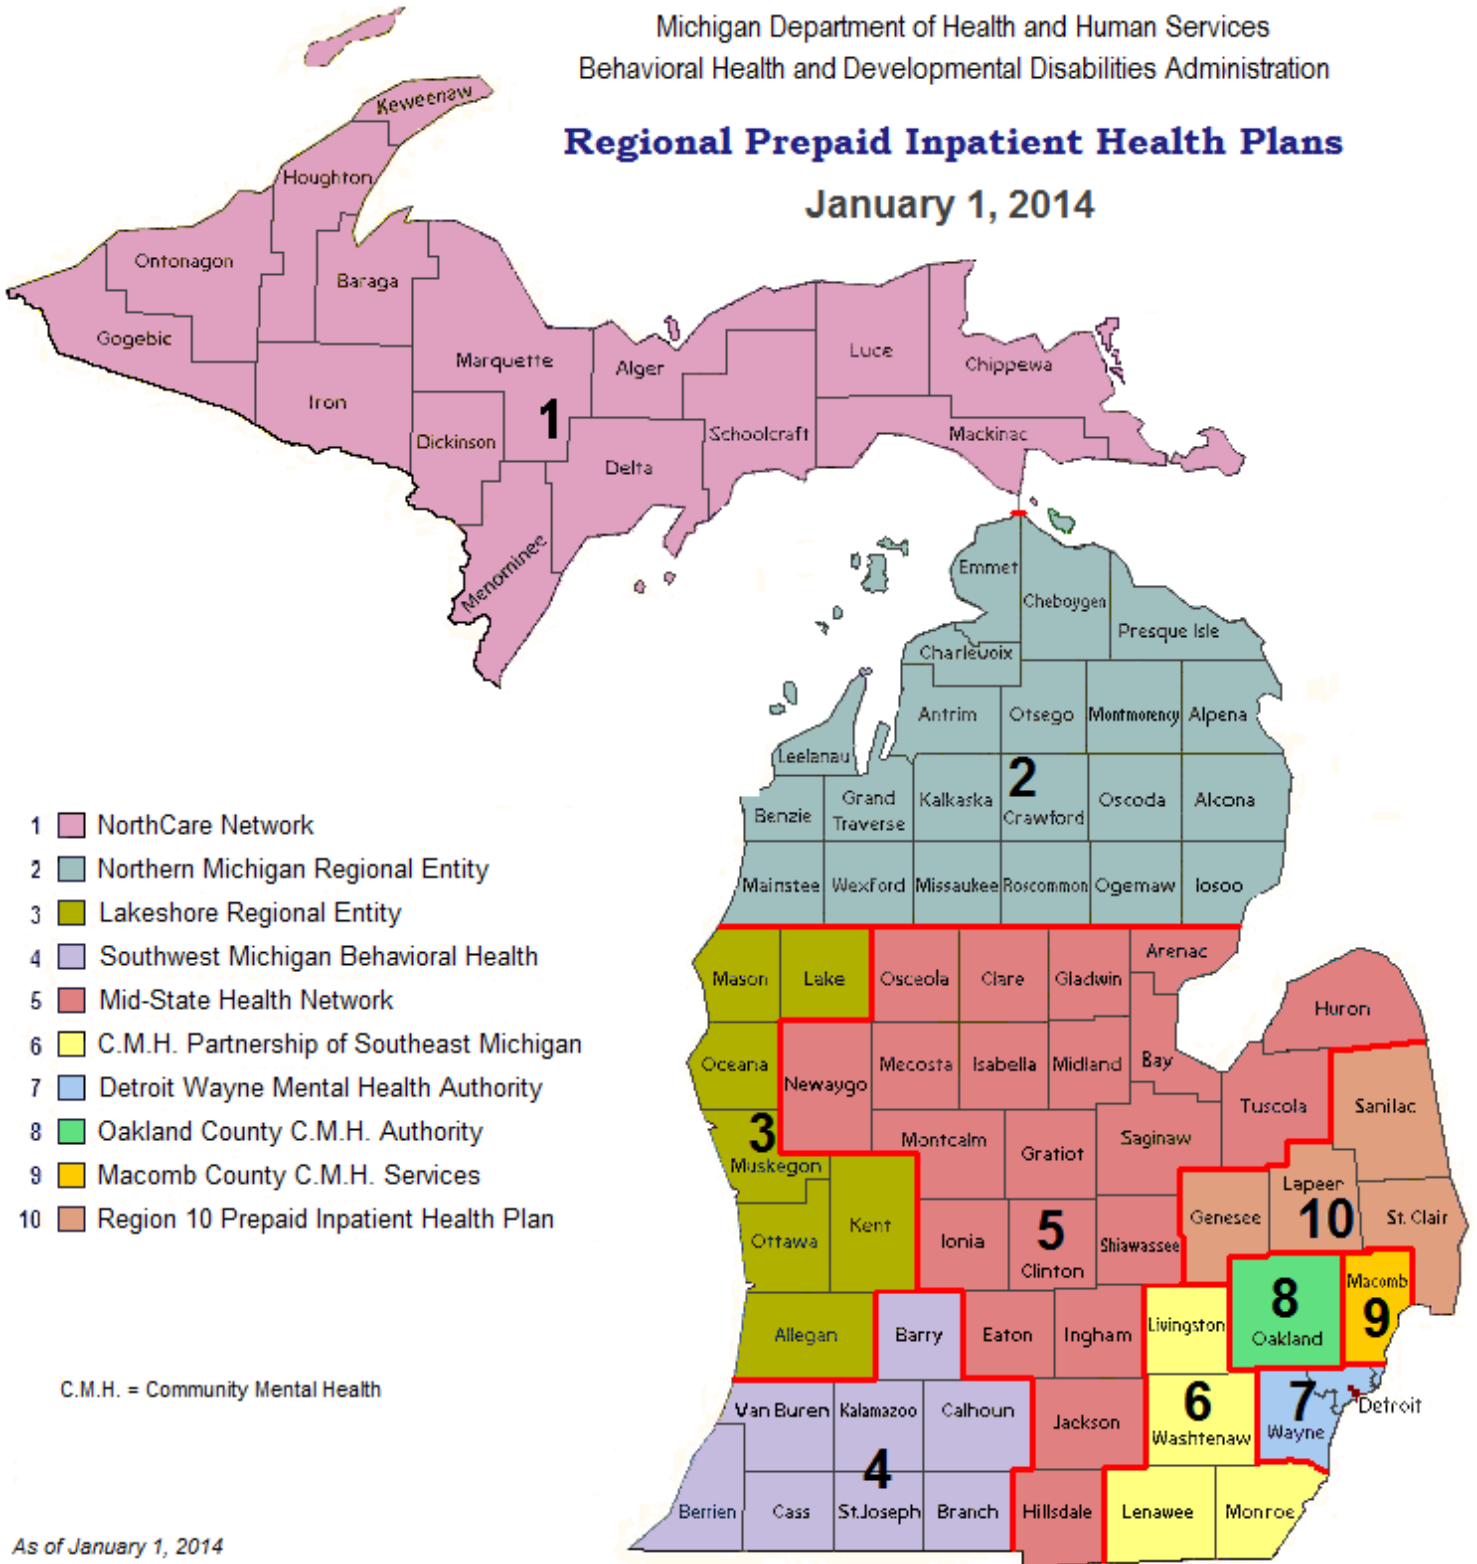 Michigan Department of Health and Human Services
Behavioral Health and Developmental Disabilities Administration
Regional Prepaid Inpatient Health Plans
January 1, 2014
Keweenaw
Houghton
Ontonagon
Baraga
Gogebic
Marquette
Alger
Luce
Chippewa
Iron
1
Dickinson
Schoolcraft
Mackinac
Delta
Menominee
Emmet
Cheboygen
Presque Isle
Charlevoix
Antrim
Otsego
Montmorency
Alpena
Leelanau
2
Benzie
Grand
Traverse
Kalkaska
Crawford
Oscoda
Alcona
Mainstee
Wexford
Missaukee
Roscommon
Ogemaw
Iosoo
1 NorthCare Network
2 Northern Michigan Regional Entity
3 Lakeshore Regional Entity
4 Southwest Michigan Behavioral Health
5 Mid-State Health Network
6 C.M.H. Partnership of Southeast Michigan
7 Detroit Wayne Mental Health Authority
8 Oakland County C.M.H. Authority
9 Macomb County C.M.H. Services
10 Region 10 Prepaid Inpatient Health Plan
Mason
Lake
Osceola
Clare
Gladwin
Arenac
Huron
Oceana
Newaygo
Mecosta
Isabella
Midland
Bay
Tuscola
Sanilac
3
Muskegon
Montcalm
Gratiot
Saginaw
Lapeer
10
Genesee
St. Clair
Ottawa
Kent
Ionia
5
Clinton
Shiawassee
Allegan
Barry
Eaton
Ingham
Livingston
8
Oakland
Macomb
9
C.M.H. = Community Mental Health
Van Buren
Kalamazoo
Calhoun
Jackson
6
Washtenaw
7
Wayne
Detroit
4
Berrien
Cass
St.Joseph
Branch
Hillsdale
Lenawee
Monroe
As of January 1, 2014